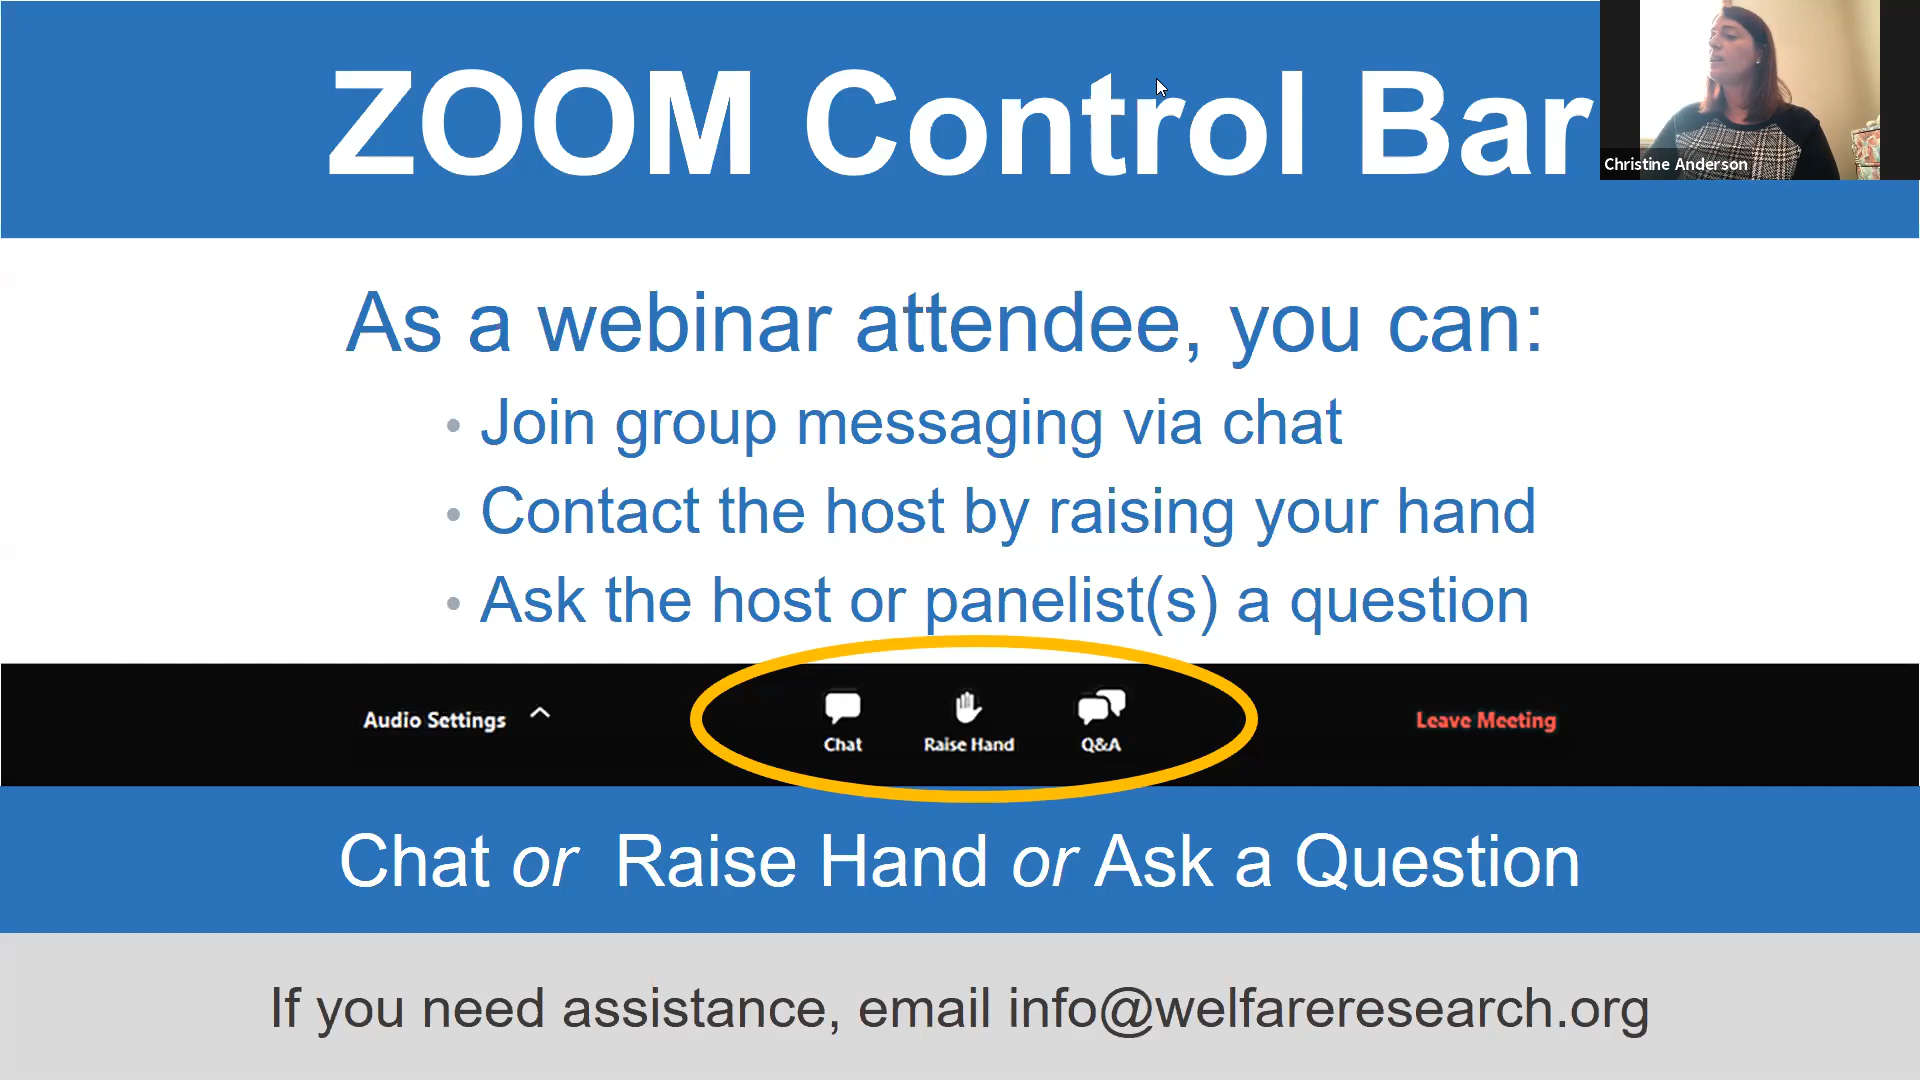 ZOOM Control Bar
Christine Anderson
As a webinar attendee, you can:
• Join group messaging via chat
• Contact the host by raising your hand
• Ask the host or panelist(s) a question
Audio Settings Chat Raise Hand Q&A Leave Meeting
Chat or Raise Hand or Ask a Question
If you need assistance, email info@welfareresearch.org